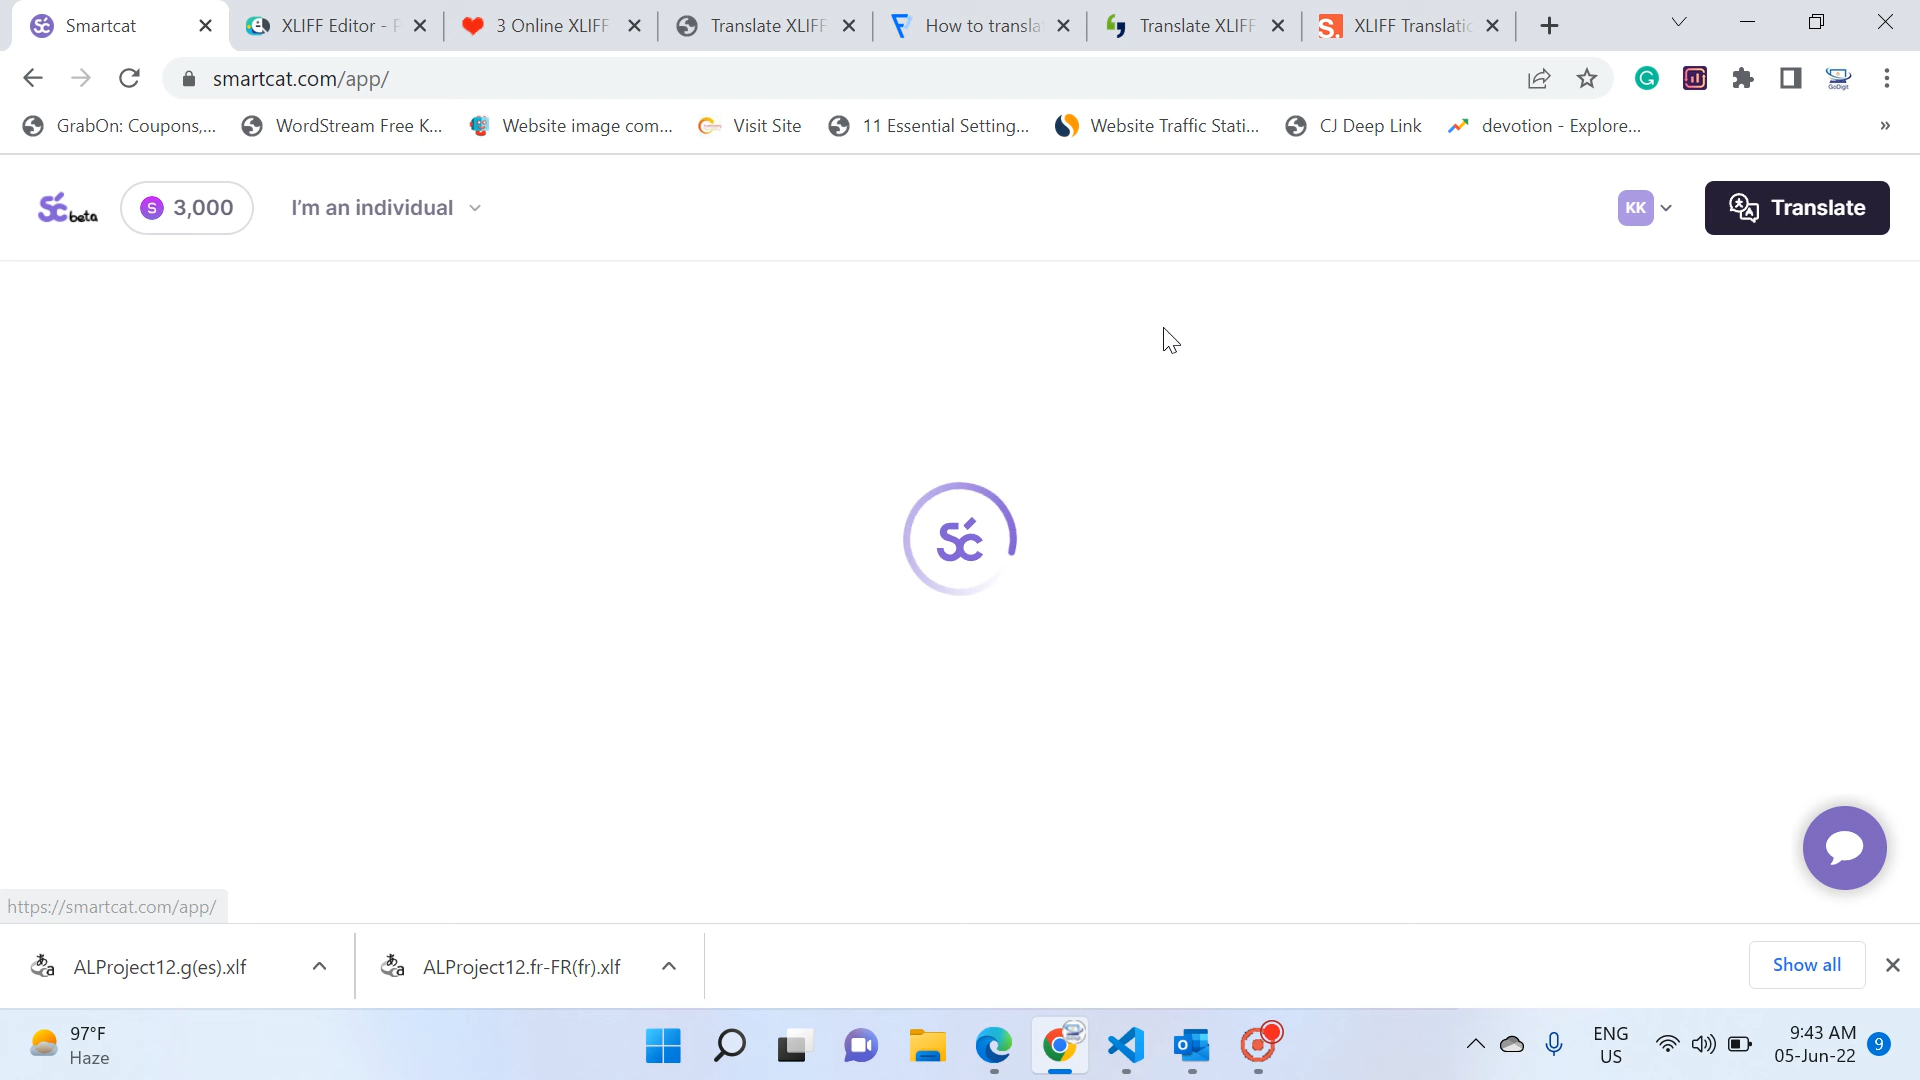 Smartcat
XLIFF Editor - F
3 Online XLIFF
Translate XLIFF
How to transla
Translate XLIFF
XLIFF Translatic
smartcat.com/app/
GrabOn: Coupons,...
WordStream Free K...
Website image com...
Visit Site
11 Essential Setting...
Website Traffic Stati...
CJ Deep Link
devotion - Explore...
»
Sć beta
S 3,000
I'm an individual
KK
Translate
Sć
https://smartcat.com/app/
ALProject12.g(es).xlf
ALProject12.fr-FR(fr).xlf
Show all
97°F
Haze
ENG
US
9:43 AM
05-Jun-22
9